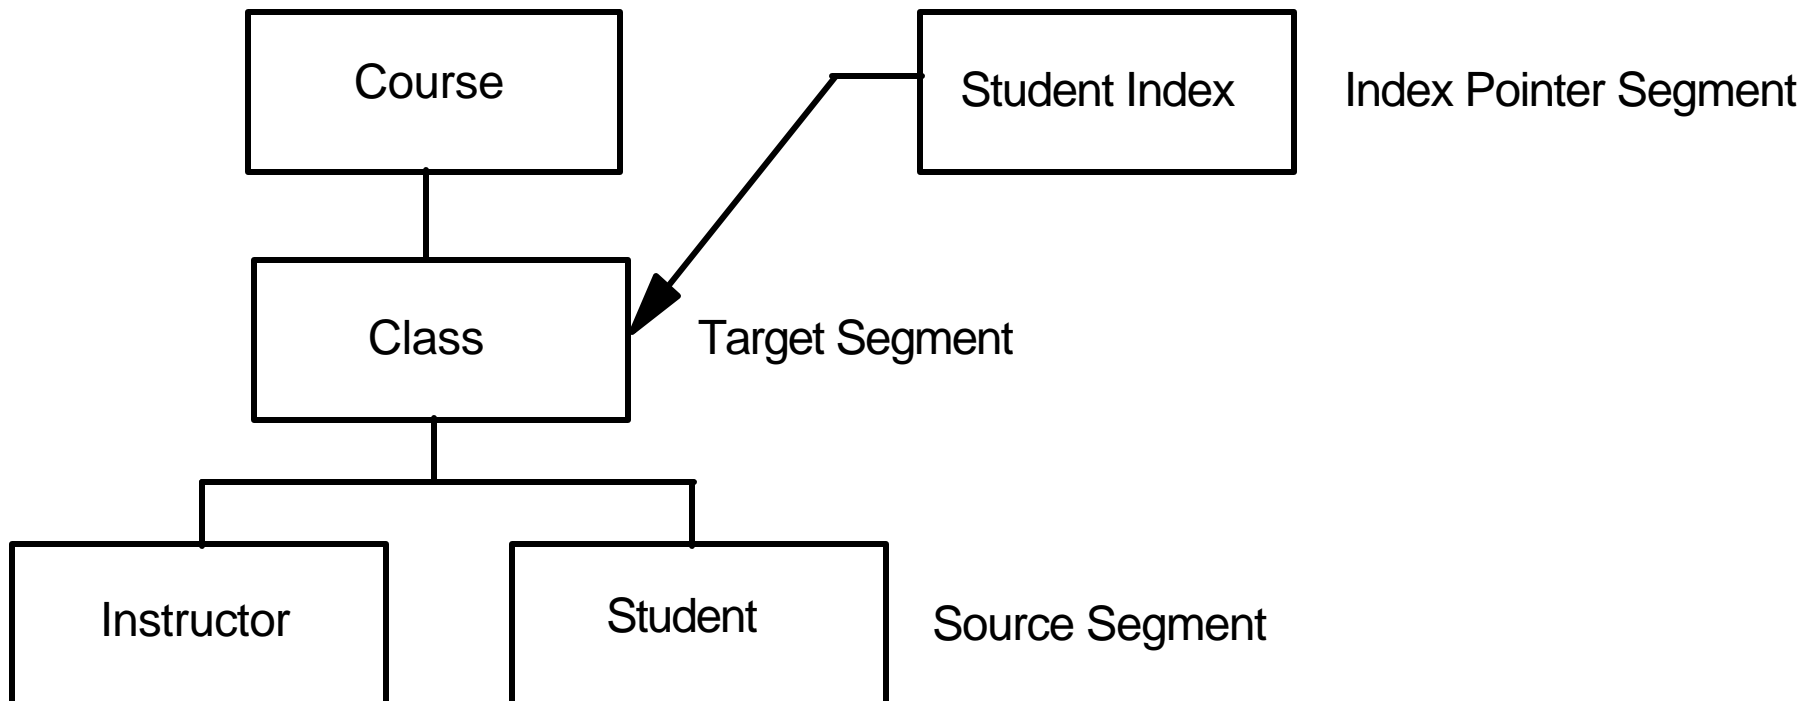 Course
Student Index
Index Pointer Segment
Class
Target Segment
Instructor
Student
Source Segment